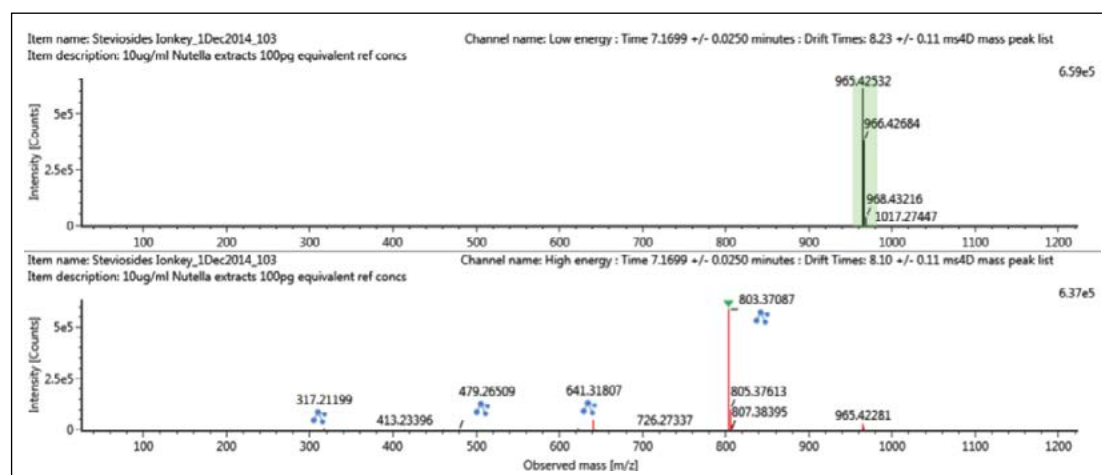 Item name: Steviosides Ionkey_1Dec2014_103 Channel name: Low energy : Time 7.1699 +/- 0.0250 minutes : Drift Times: 8.23 +/- 0.11 ms4D mass peak list
Item description: 10ug/ml Nutella extracts 100pg equivalent ref concs
6.59e5
965.42532
5e5
966.42684
2.5e5
968.43216
1017.27447
0
Intensity [Counts]
100 200 300 400 500 600 700 800 900 1000 1100 1200
Item name: Steviosides Ionkey_1Dec2014_103 Channel name: High energy : Time 7.1699 +/- 0.0250 minutes : Drift Times: 8.10 +/- 0.11 ms4D mass peak list
Item description: 10ug/ml Nutella extracts 100pg equivalent ref concs
6.37e5
803.37087
5e5
2.5e5
317.21199 479.26509 641.31807 805.37613
413.23396 726.27337 807.38395 965.42281
0
Intensity [Counts]
100 200 300 400 500 600 700 800 900 1000 1100 1200
Observed mass [m/z]